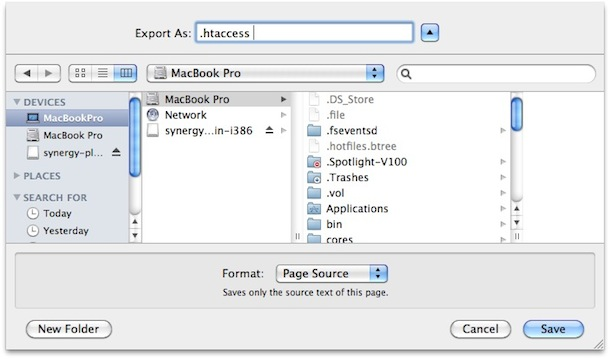 Export As: .htaccess
MacBook Pro
DEVICES
MacBookPro
MacBook Pro
synergy-pl...
PLACES
SEARCH FOR
Today
Yesterday
MacBook Pro
Network
synergy...in-i386
.DS_Store
.file
.fseventsd
.hotfiles.btree
.Spotlight-V100
.Trashes
.vol
Applications
bin
cores
Format: Page Source
Saves only the source text of this page.
New Folder
Cancel
Save